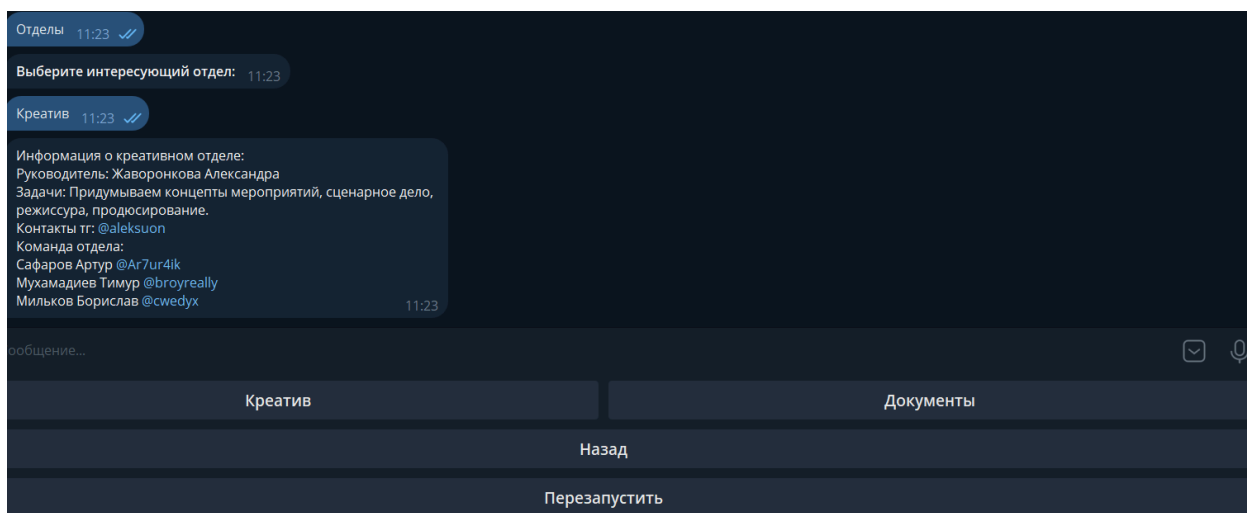 Отделы 11:23
Выберите интересующий отдел: 11:23
Креатив 11:23
Информация о креативном отделе:
Руководитель: Жаворонкова Александра
Задачи: Придумываем концепты мероприятий, сценарное дело,
режиссура, продюсирование.
Контакты тг: @aleksuon
Команда отдела:
Сафаров Артур @Ar7ur4ik
Мухамадиев Тимур @broyreally
Мильков Борислав @cwedyx 11:23
ообщение...
Креатив Документы
Назад
Перезапустить